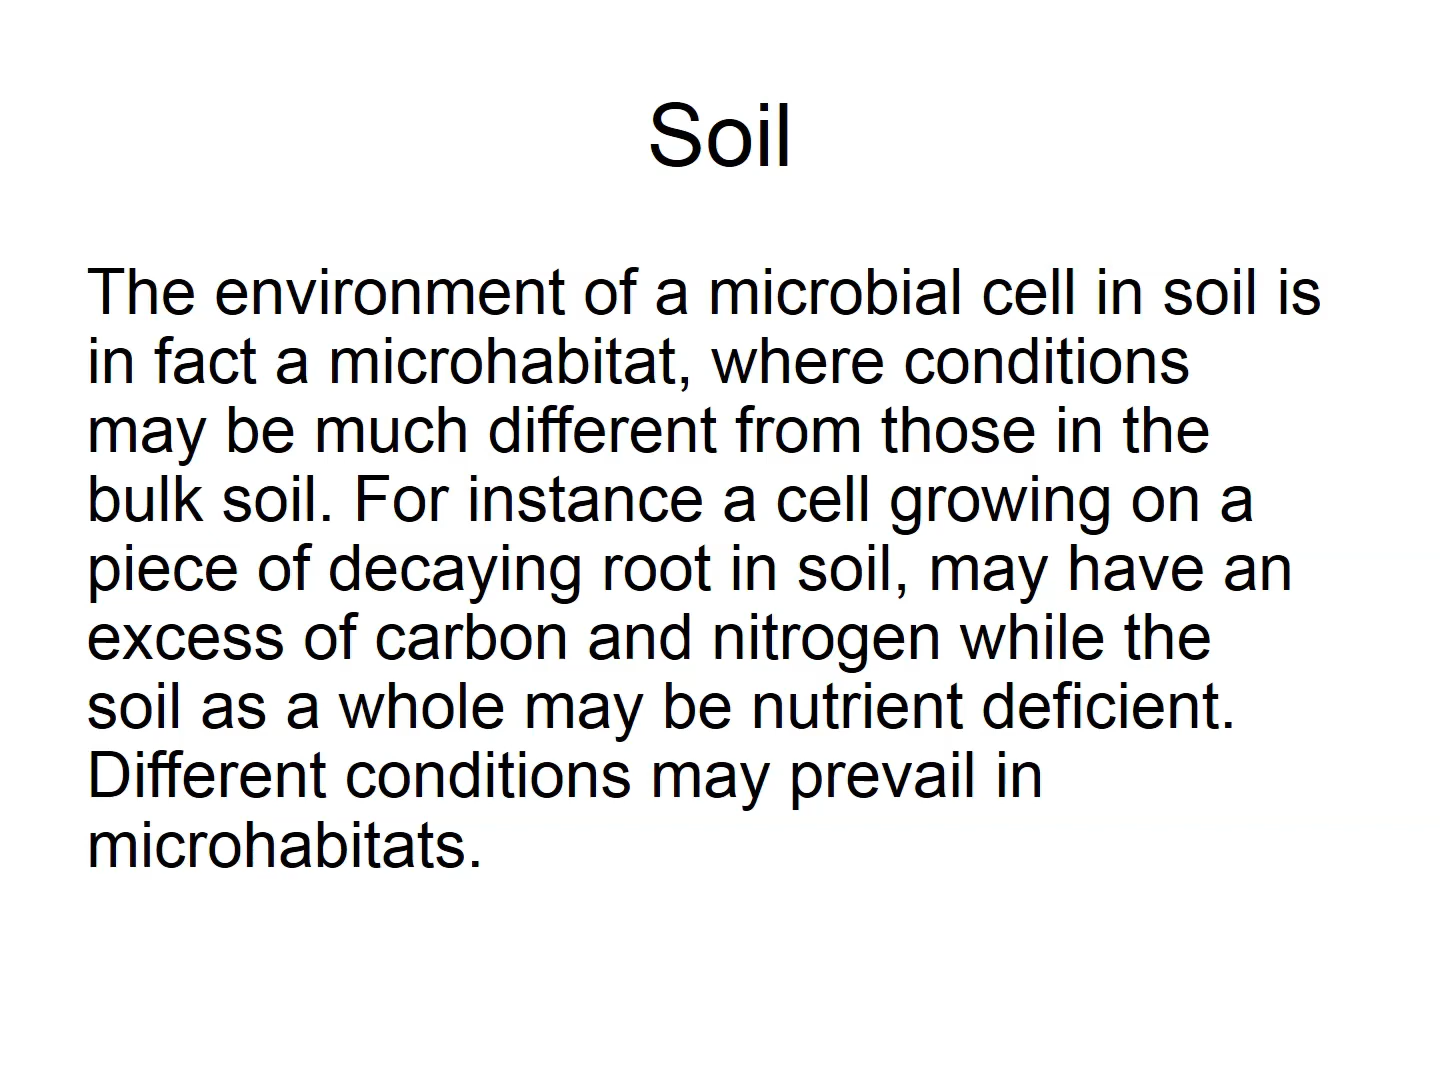 Soil
The environment of a microbial cell in soil is
in fact a microhabitat, where conditions
may be much different from those in the
bulk soil. For instance a cell growing on a
piece of decaying root in soil, may have an
excess of carbon and nitrogen while the
soil as a whole may be nutrient deficient.
Different conditions may prevail in
microhabitats.